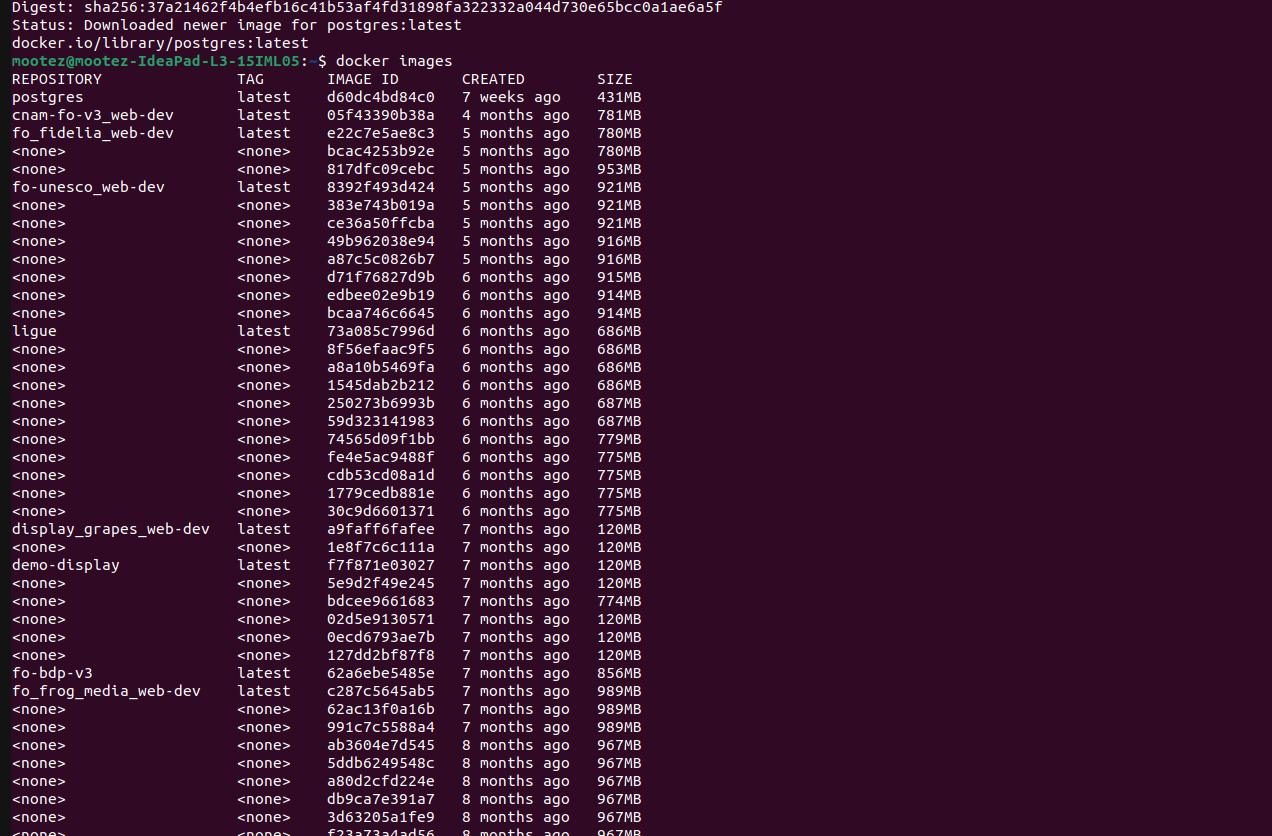 Digest: sha256:37a21462f4b4efb16c41b53af4fd31898fa322332a044d730e65bcc0a1ae6a5f
Status: Downloaded newer image for postgres:latest
docker.io/library/postgres:latest
mootez@mootez-IdeaPad-L3-15IML05:~$ docker images
REPOSITORY TAG IMAGE ID CREATED SIZE
postgres latest d60dc4bd84c0 7 weeks ago 431MB
cnam-fo-v3_web-dev latest 05f43390b38a 4 months ago 781MB
fo_fidelia_web-dev latest e22c7e5ae8c3 5 months ago 780MB
<none> <none> bcac4253b92e 5 months ago 780MB
<none> <none> 817dfc09cebc 5 months ago 953MB
fo-unesco_web-dev latest 8392f493d424 5 months ago 921MB
<none> <none> 383e743b019a 5 months ago 921MB
<none> <none> ce36a50ffcba 5 months ago 921MB
<none> <none> 49b962038e94 5 months ago 916MB
<none> <none> a87c5c0826b7 5 months ago 916MB
<none> <none> d71f76827d9b 6 months ago 915MB
<none> <none> edbee02e9b19 6 months ago 914MB
<none> <none> bcaa746c6645 6 months ago 914MB
ligue latest 73a085c7996d 6 months ago 686MB
<none> <none> 8f56efaac9f5 6 months ago 686MB
<none> <none> a8a10b5469fa 6 months ago 686MB
<none> <none> 1545dab2b212 6 months ago 686MB
<none> <none> 250273b6993b 6 months ago 687MB
<none> <none> 59d323141983 6 months ago 687MB
<none> <none> 74565d09f1bb 6 months ago 779MB
<none> <none> fe4e5ac9488f 6 months ago 775MB
<none> <none> cdb53cd08a1d 6 months ago 775MB
<none> <none> 1779cedb881e 6 months ago 775MB
<none> <none> 30c9d6601371 6 months ago 775MB
display_grapes_web-dev latest a9faff6fafee 7 months ago 120MB
<none> <none> 1e8f7c6c111a 7 months ago 120MB
demo-display latest f7f871e03027 7 months ago 120MB
<none> <none> 5e9d2f49e245 7 months ago 120MB
<none> <none> bdcee9661683 7 months ago 774MB
<none> <none> 02d5e9130571 7 months ago 120MB
<none> <none> 0ecd6793ae7b 7 months ago 120MB
<none> <none> 127dd2bf87f8 7 months ago 120MB
fo-bdp-v3 latest 62a6ebe5485e 7 months ago 856MB
fo_frog_media_web-dev latest c287c5645ab5 7 months ago 989MB
<none> <none> 62ac13f0a16b 7 months ago 989MB
<none> <none> 991c7c5588a4 7 months ago 989MB
<none> <none> ab3604e7d545 8 months ago 967MB
<none> <none> 5ddb6249548c 8 months ago 967MB
<none> <none> a80d2cfd224e 8 months ago 967MB
<none> <none> db9ca7e391a7 8 months ago 967MB
<none> <none> 3d63205a1fe9 8 months ago 967MB
<none> <none> f23a73a4ad56 8 months ago 967MB